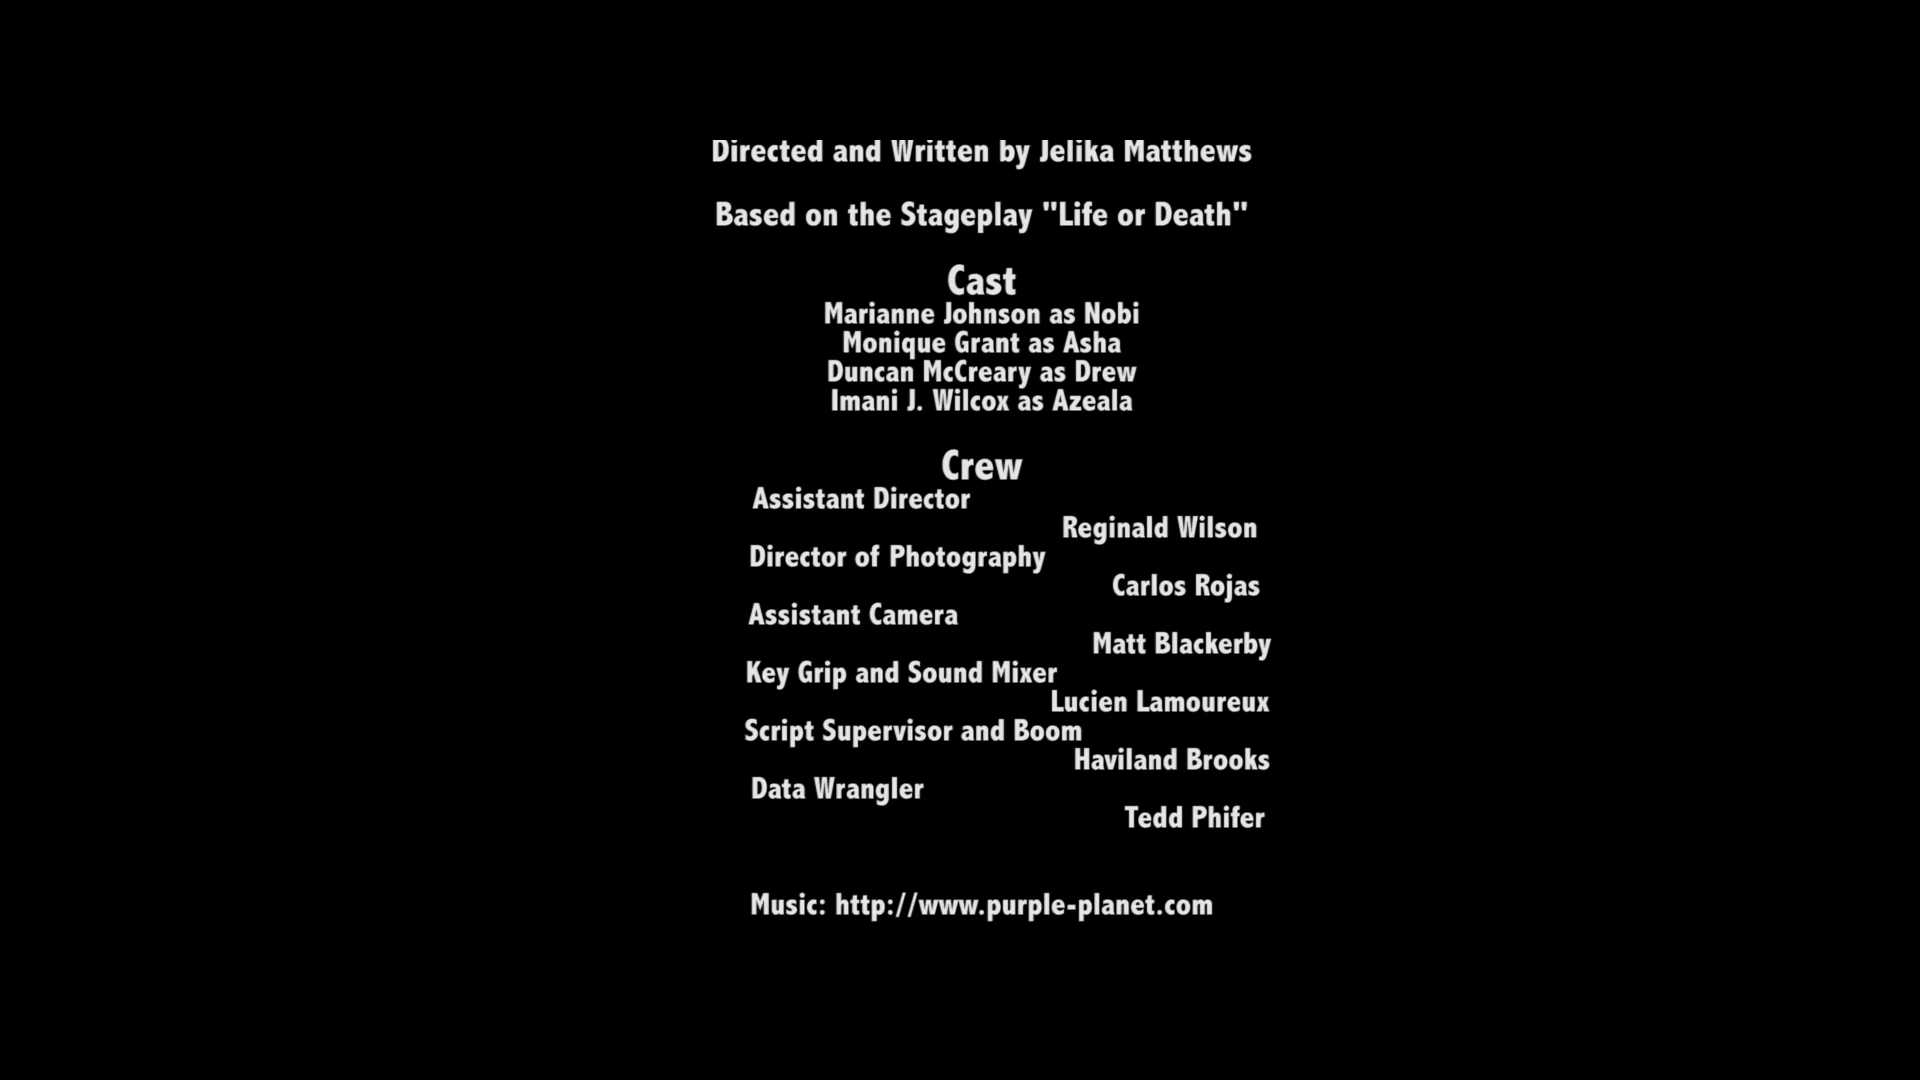 Directed and Written by Jelika Matthews
Based on the Stageplay "Life or Death"
Cast
Marianne Johnson as Nobi
Monique Grant as Asha
Duncan McCreary as Drew
Imani J. Wilcox as Azeala
Crew
Assistant Director
Reginald Wilson
Director of Photography
Carlos Rojas
Assistant Camera
Matt Blackerby
Key Grip and Sound Mixer
Lucien Lamoureux
Script Supervisor and Boom
Haviland Brooks
Data Wrangler
Tedd Phifer
Music: http://www.purple-planet.com